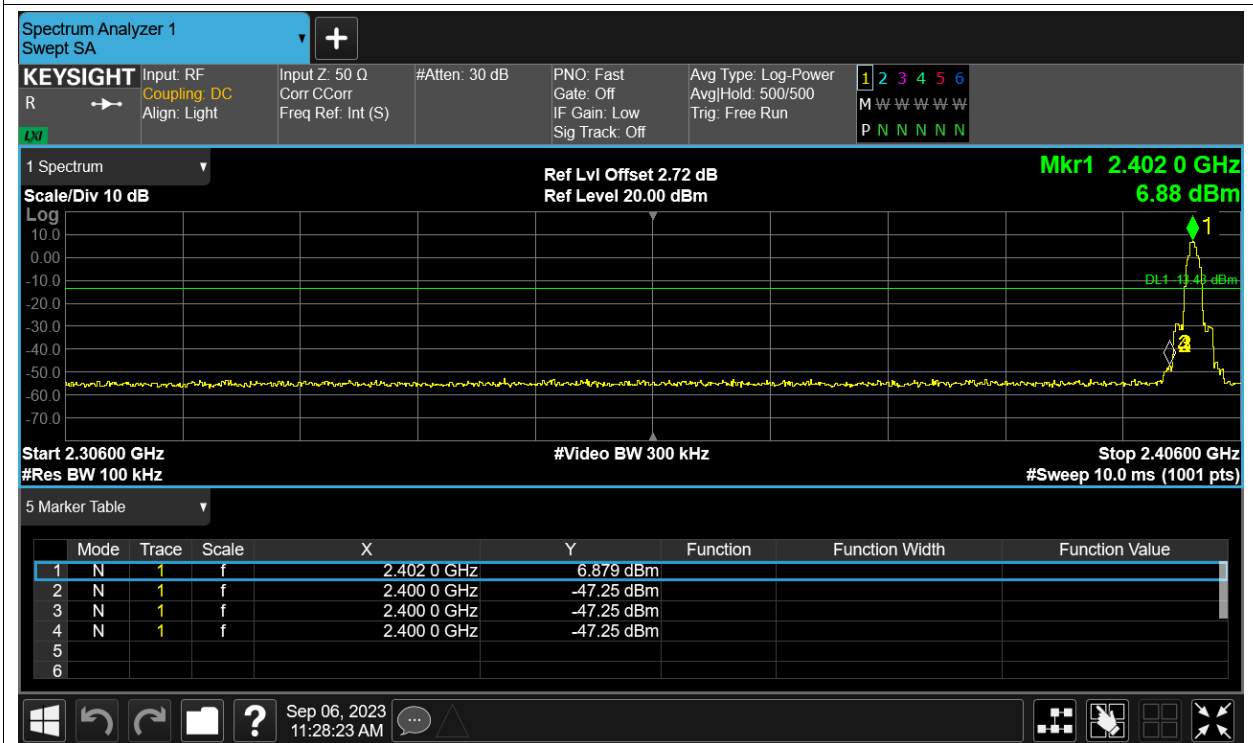 Spectrum Analyzer 1
Swept SA
KEYSIGHT Input: RF Input Z: 50 Ω #Atten: 30 dB PNO: Fast Avg Type: Log-Power 1 2 3 4 5 6
R Coupling: DC Corr CCorr Gate: Off Avg|Hold: 500/500 M W W W W W W
Align: Light Freq Ref: Int (S) IF Gain: Low Trig: Free Run
LXI Sig Track: Off P N N N N N N
1 Spectrum Ref Lvl Offset 2.72 dB Mkr1 2.402 0 GHz
Scale/Div 10 dB Ref Level 20.00 dBm 6.88 dBm
Log
1
10.0
0.00
-10.0
DL1 -13.43 dBm
-20.0
-30.0
-40.0
-50.0
-60.0
-70.0
Start 2.30600 GHz #Video BW 300 kHz Stop 2.40600 GHz
#Res BW 100 kHz #Sweep 10.0 ms (1001 pts)
5 Marker Table
Mode Trace Scale X Y Function Function Width Function Value
1 N 1 f 2.402 0 GHz 6.879 dBm
2 N 1 f 2.400 0 GHz -47.25 dBm
3 N 1 f 2.400 0 GHz -47.25 dBm
4 N 1 f 2.400 0 GHz -47.25 dBm
5
6
? Sep 06, 2023
11:28:23 AM